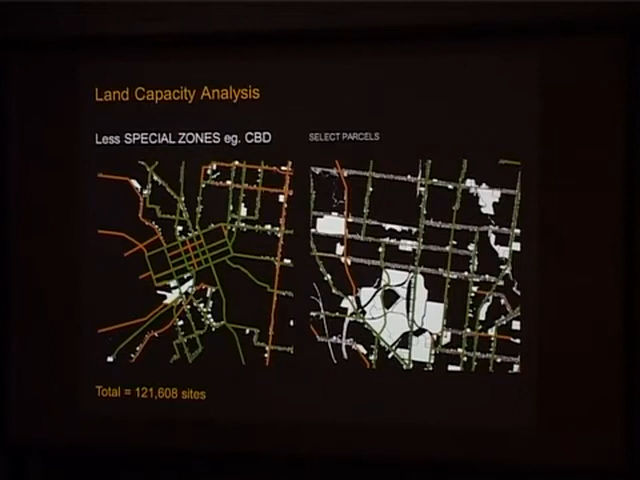 Land Capacity Analysis
Less SPECIAL ZONES eg. CBD
SELECT PARCELS
Total = 121,608 sites